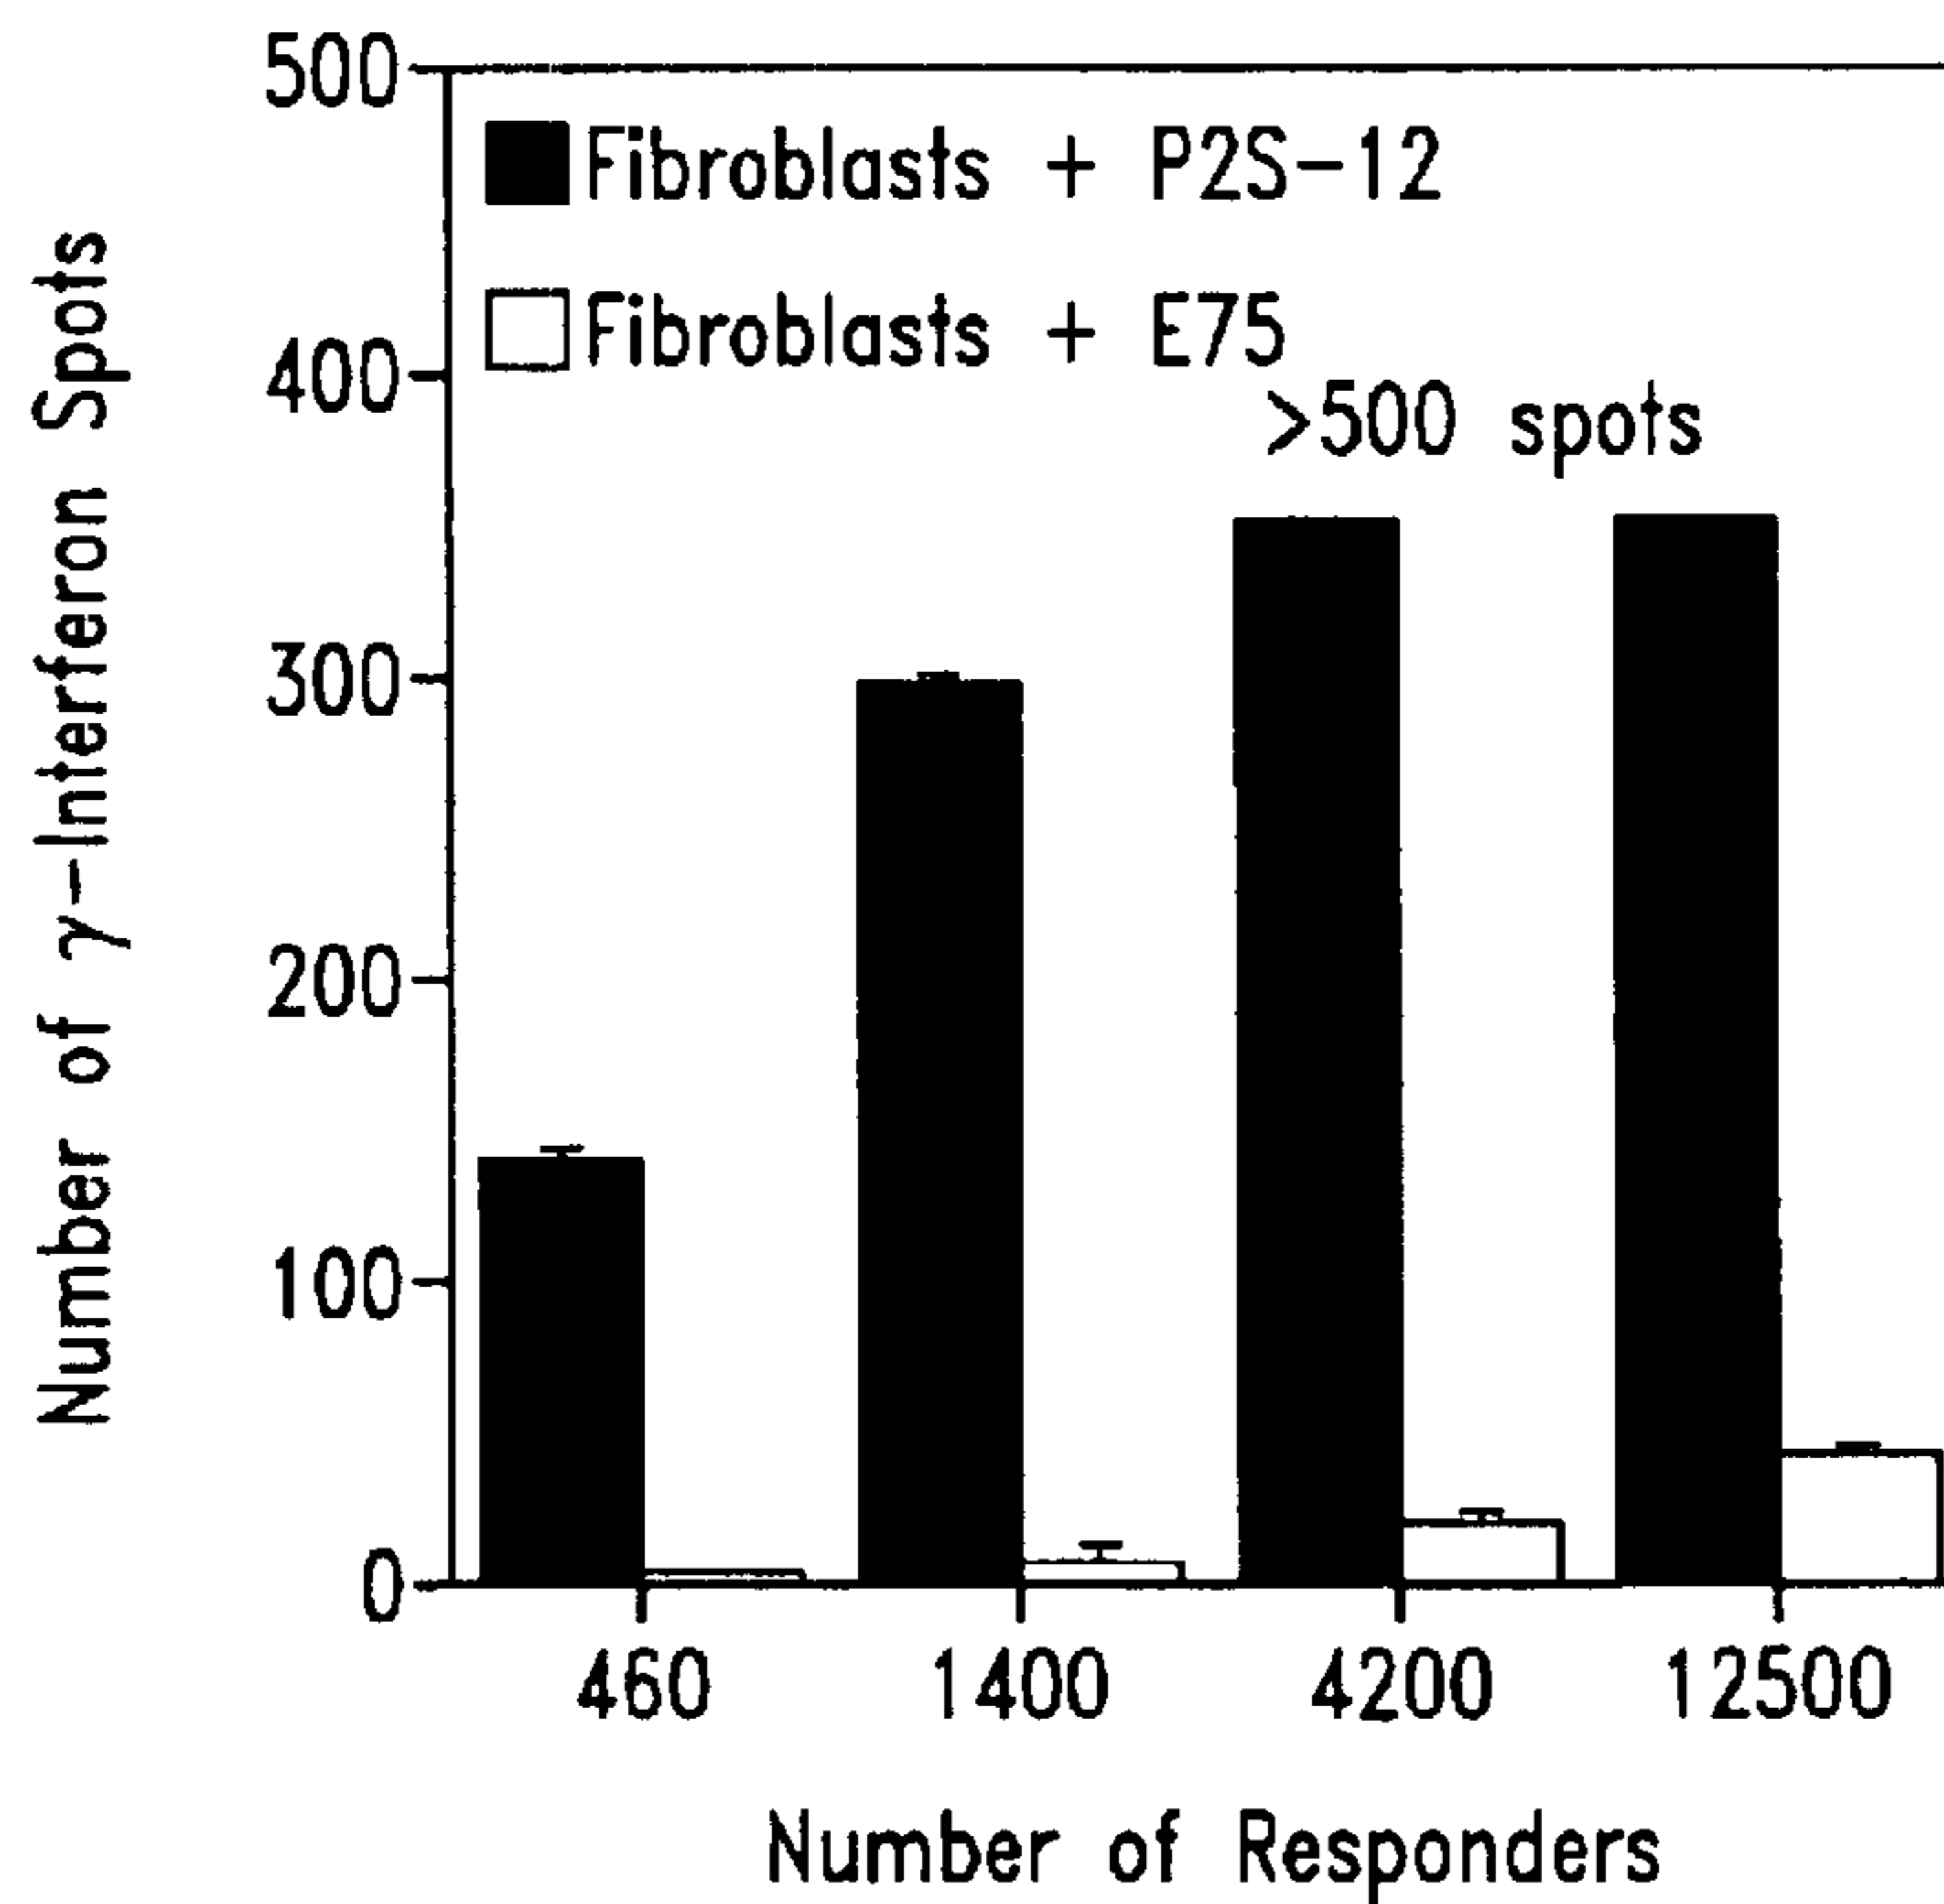 500
400
300
200
100
0
Number of γ-Interferon Spots
Fibroblasts + P2S-12
Fibroblasts + E75
>500 spots
460 1400 4200 12500
Number of Responders